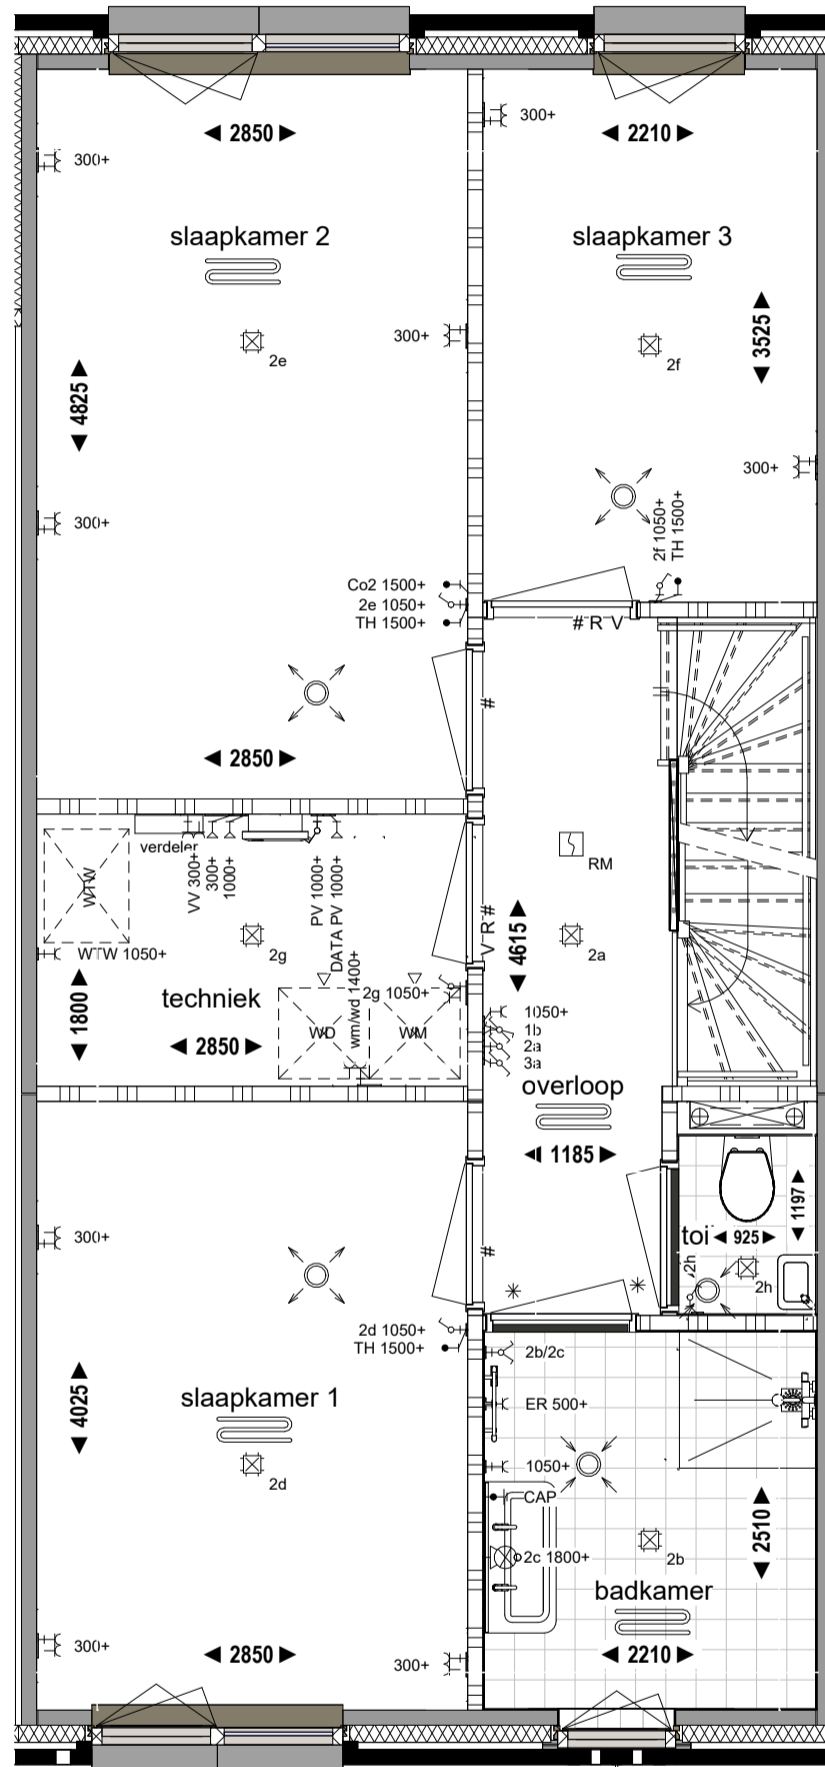 300+
2850
2210
300+
slaapkamer 2
slaapkamer 3
300+
3525
2e
2f
4825
300+
300+
2f 1050+
TH 1500+
Co2 1500+
2e 1050+
TH 1500+
# R V
#
2850
verdeler
VV 300+
300+
1000+
PV 1000+
DATA PV 1000+
RM
WTW
WTW 1050+
2g
V R #
4615
2a
techniek
wm/wd 1400+
2g 1050+
1800
2850
WD
WM
1050+
1b
2a
3a
overloop
1185
300+
1197
toi
925
2h
2h
#
2d 1050+
TH 1500+
2b/2c
slaapkamer 1
4025
ER 500+
2d
1050+
CAP
2510
2c 1800+
2b
badkamer
300+
2850
300+
2210